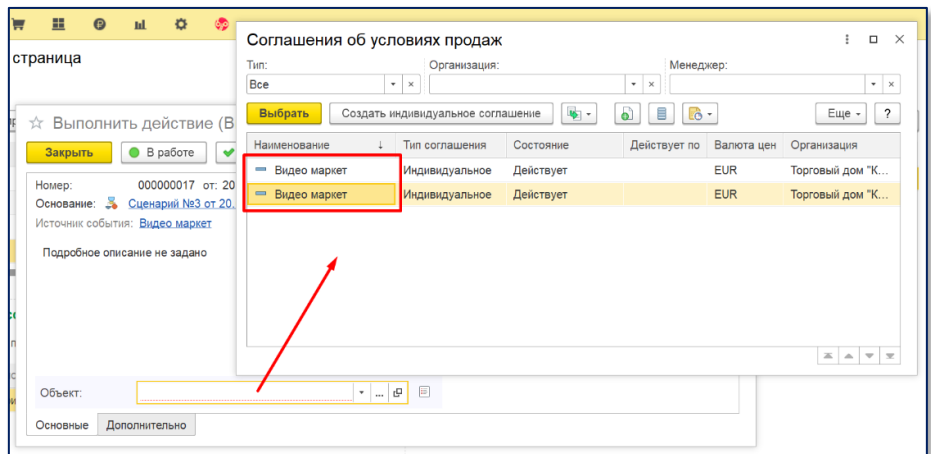 страница
Соглашения об условиях продаж
Тип: Организация: Менеджер:
Все
Выбрать Создать индивидуальное соглашение Еще ?
Наименование ↓ Тип соглашения Состояние Действует по Валюта цен Организация
Видео маркет Индивидуальное Действует EUR Торговый дом "К...
Видео маркет Индивидуальное Действует EUR Торговый дом "К...
Выполнить действие (В
Закрыть В работе
Номер: 000000017 от: 20
Основание: Сценарий №3 от 20.
Источник события: Видео маркет
Подробное описание не задано
Объект:
Основные Дополнительно